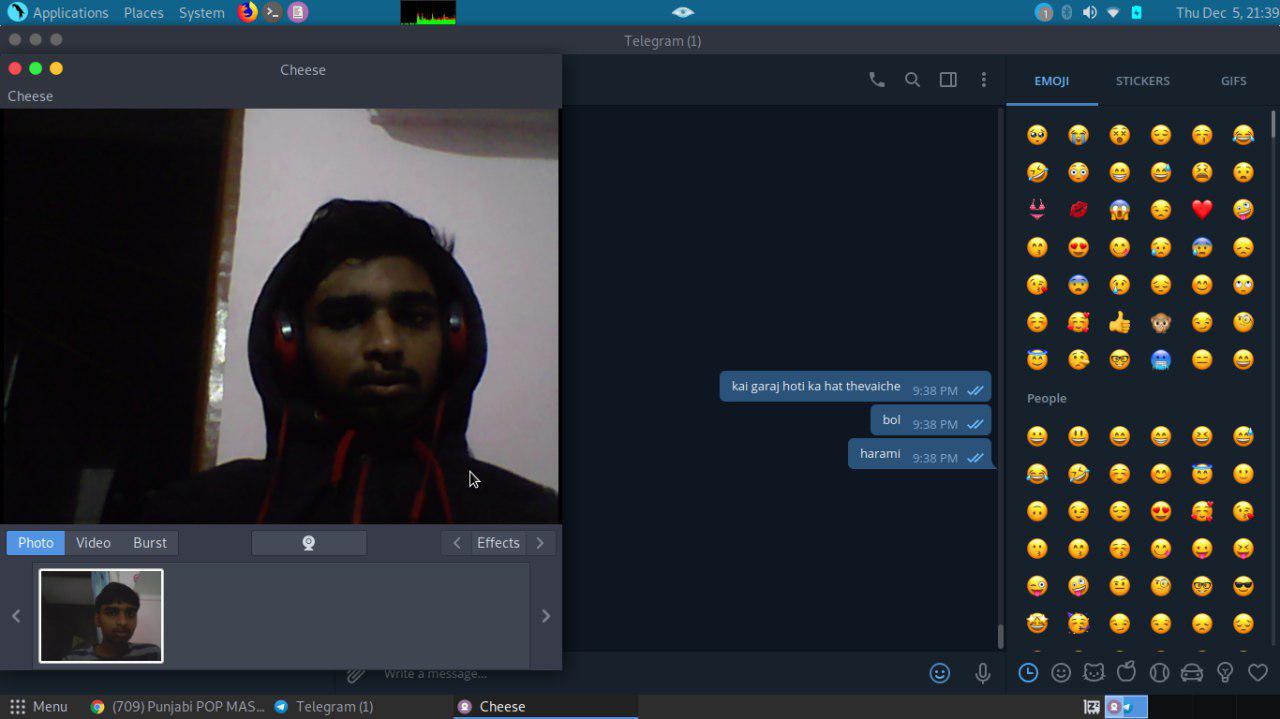 Applications Places System
1
Thu Dec 5, 21:39
Telegram (1)
Cheese
Cheese
EMOJI STICKERS GIFS
kai garaj hoti ka hat thevaiche 9:38 PM
People
bol 9:38 PM
harami 9:38 PM
Photo Video Burst
Effects
Write a message...
Menu
(709) Punjabi POP MAS...
Telegram (1)
Cheese